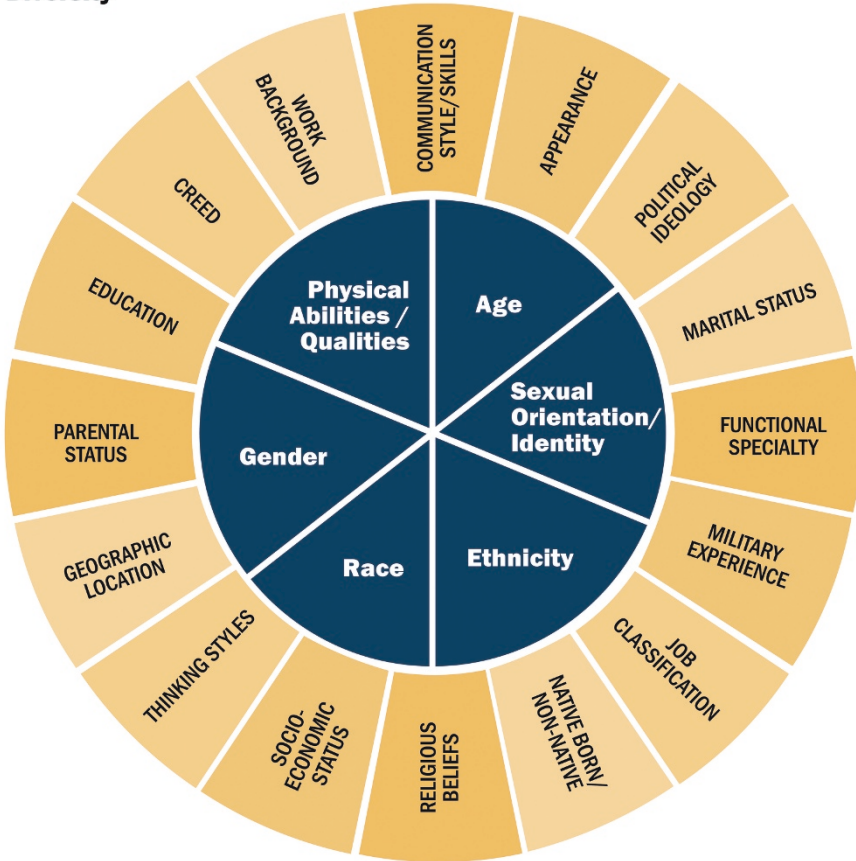 Diversity
COMMUNICATION
STYLE/SKILLS
APPEARANCE
POLITICAL
IDEOLOGY
MARITAL STATUS
FUNCTIONAL
SPECIALTY
MILITARY
EXPERIENCE
JOB
CLASSIFICATION
NATIVE BORN/
NON-NATIVE
RELIGIOUS
BELIEFS
SOCIO-
ECONOMIC
STATUS
THINKING STYLES
GEOGRAPHIC
LOCATION
PARENTAL
STATUS
EDUCATION
CREED
WORK
BACKGROUND
Age
Sexual
Orientation/
Identity
Ethnicity
Race
Gender
Physical
Abilities /
Qualities